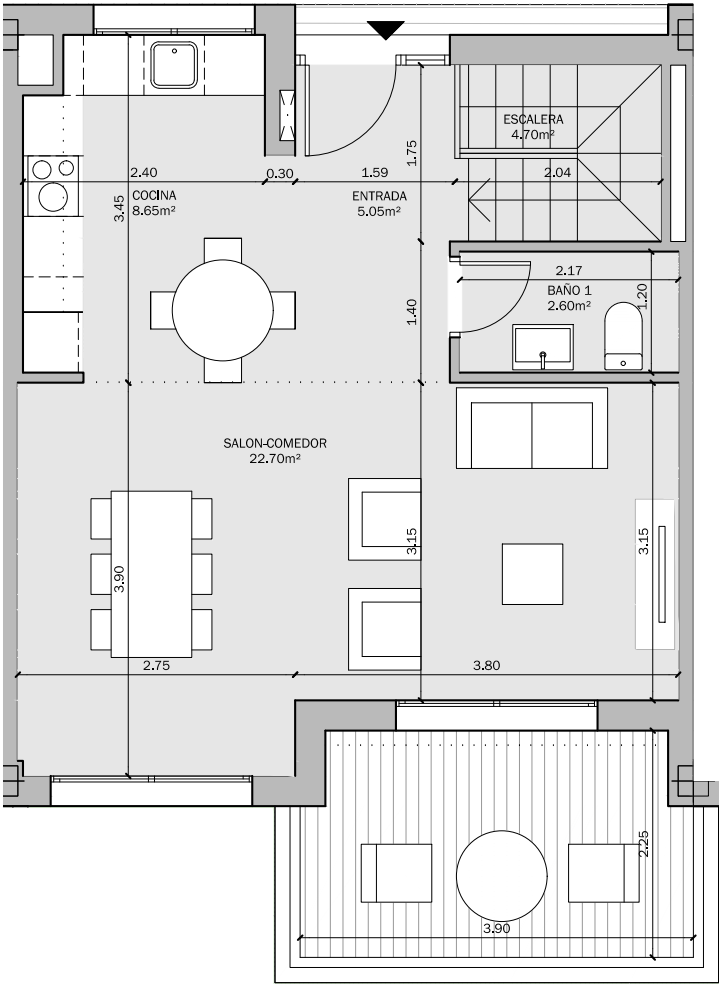 ESCALERA
4.70m²
1.75
2.40
0.30
1.59
2.04
COCINA
8.65m²
3.45
ENTRADA
5.05m²
2.17
BAÑO 1
2.60m²
1.20
1.40
SALON-COMEDOR
22.70m²
3.15
3.15
3.90
2.75
3.80
2.25
3.90